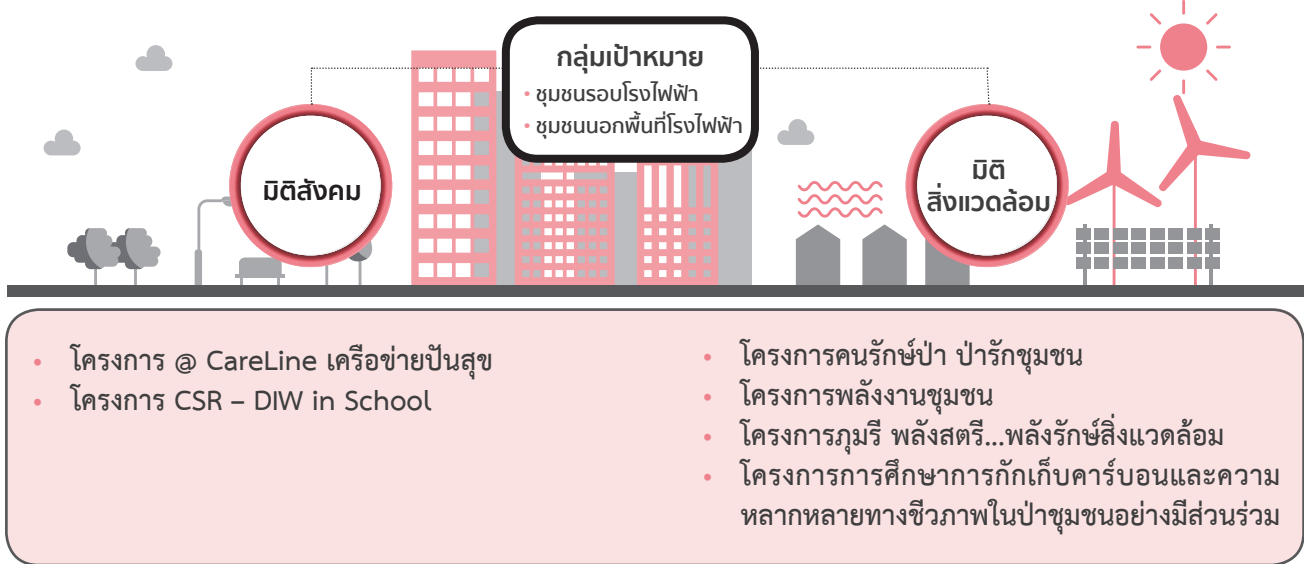 กลุ่มเป้าหมาย
• ชุมชนรอบโรงไฟฟ้า
• ชุมชนนอกพื้นที่โรงไฟฟ้า
มิติสังคม
มิติ
สิ่งแวดล้อม
• โครงการ @ CareLine เครือข่ายปันสุข
• โครงการ CSR – DIW in School
• โครงการคนรักษ์ป่า ป่ารักชุมชน
• โครงการพลังงานชุมชน
• โครงการภุมรี พลังสตรี...พลังรักษ์สิ่งแวดล้อม
• โครงการการศึกษาการกักเก็บคาร์บอนและความ
หลากหลายทางชีวภาพในป่าชุมชนอย่างมีส่วนร่วม